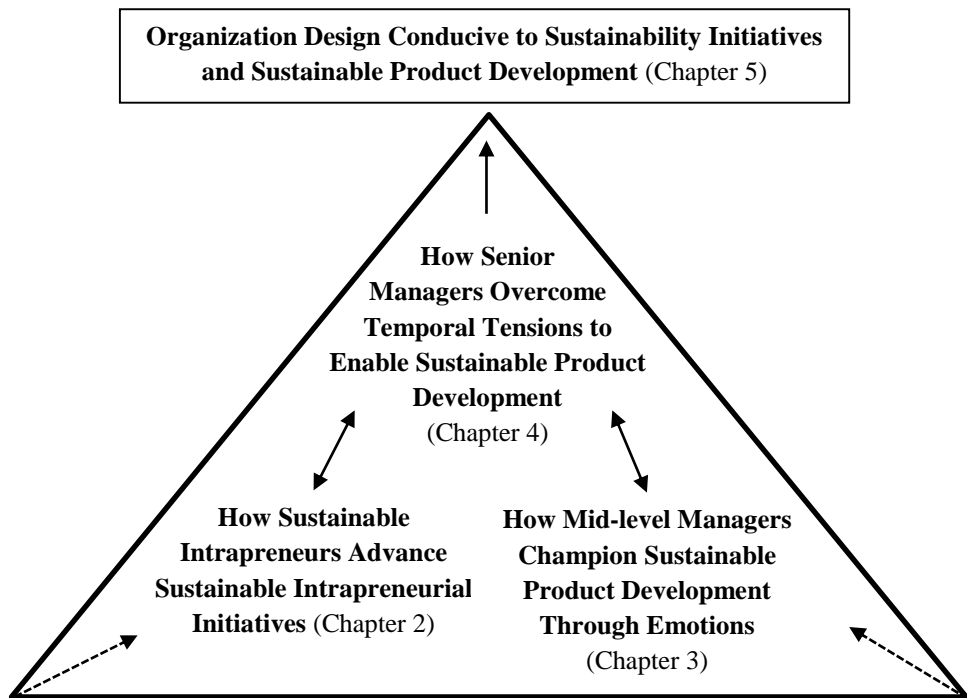 Organization Design Conducive to Sustainability Initiatives
and Sustainable Product Development (Chapter 5)
How Senior
Managers Overcome
Temporal Tensions to
Enable Sustainable Product
Development
(Chapter 4)
How Sustainable
Intrapreneurs Advance
Sustainable Intrapreneurial
Initiatives (Chapter 2)
How Mid-level Managers
Champion Sustainable
Product Development
Through Emotions
(Chapter 3)